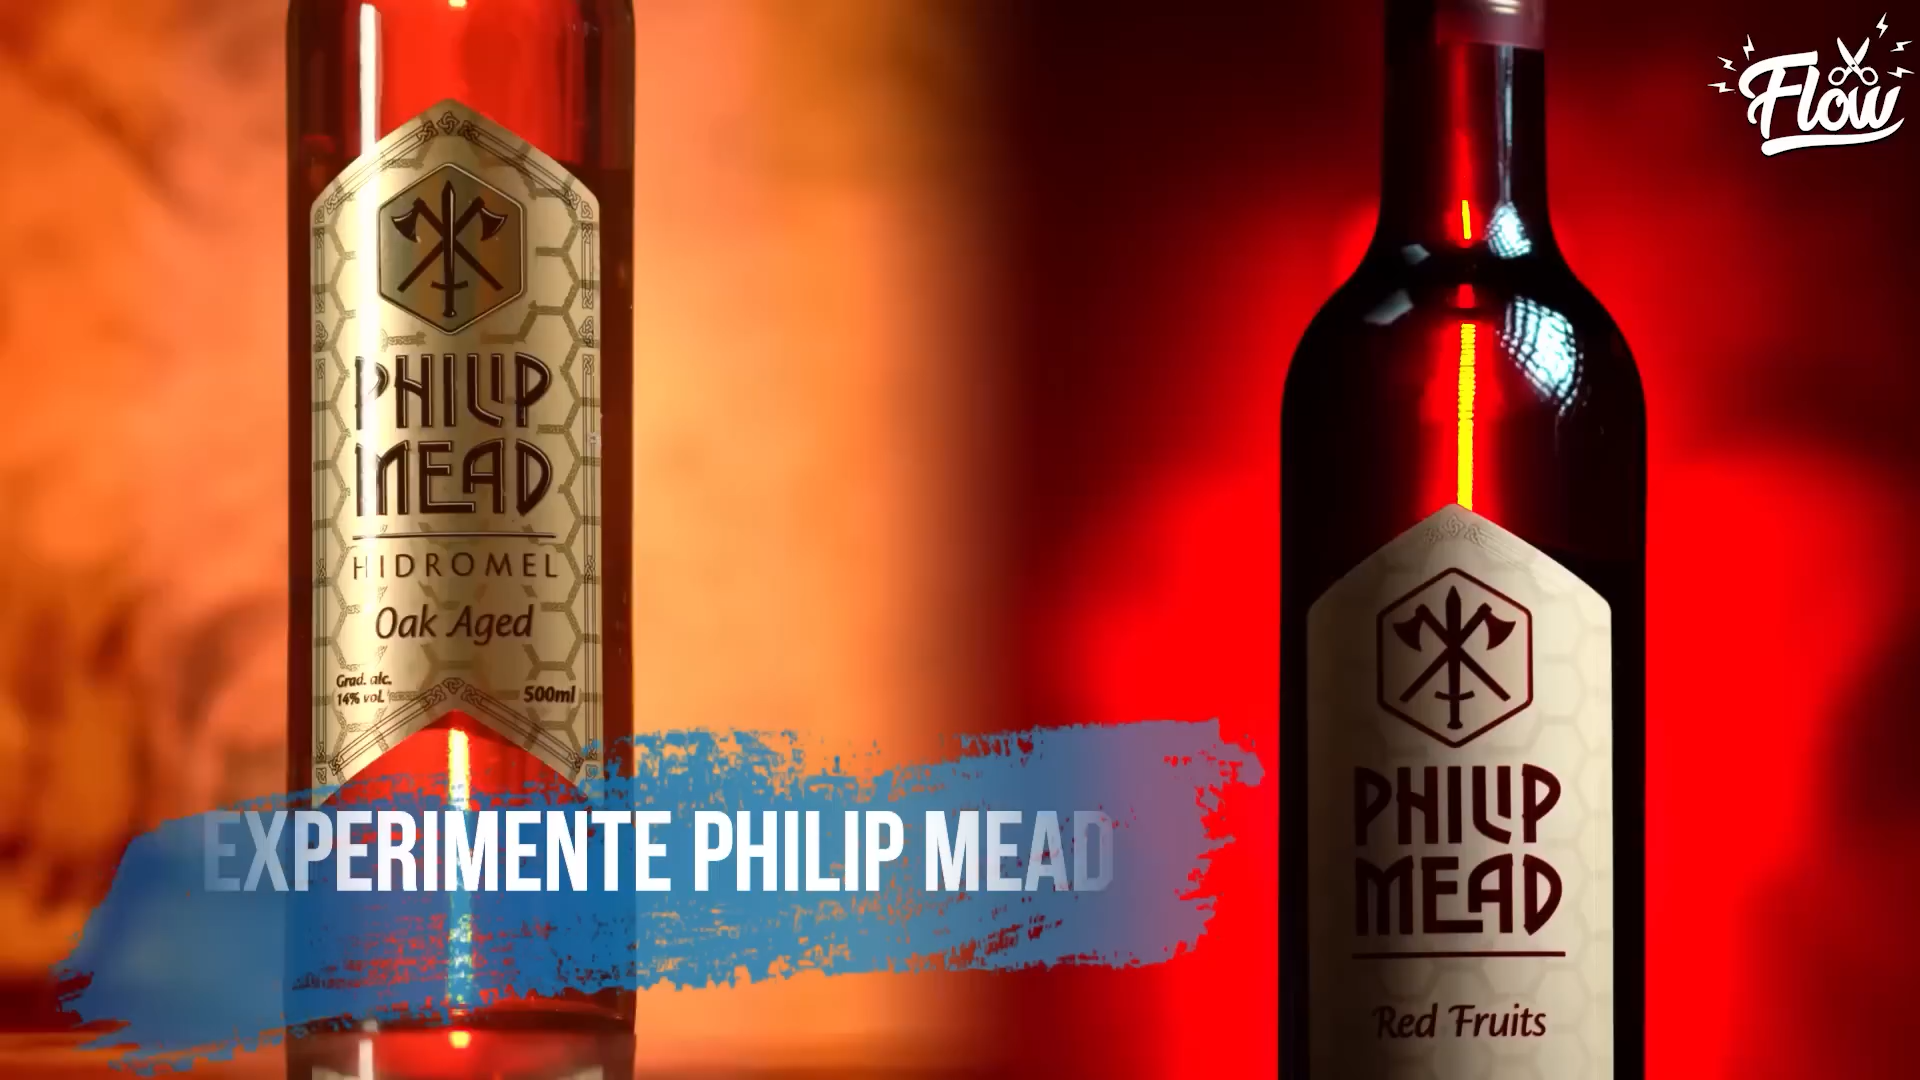 Flow
PHILIP
MEAD
HIDROMEL
Oak Aged
Grad. alc.
14% vol.
500ml
EXPERIMENTE PHILIP MEAD
PHILIP
MEAD
Red Fruits